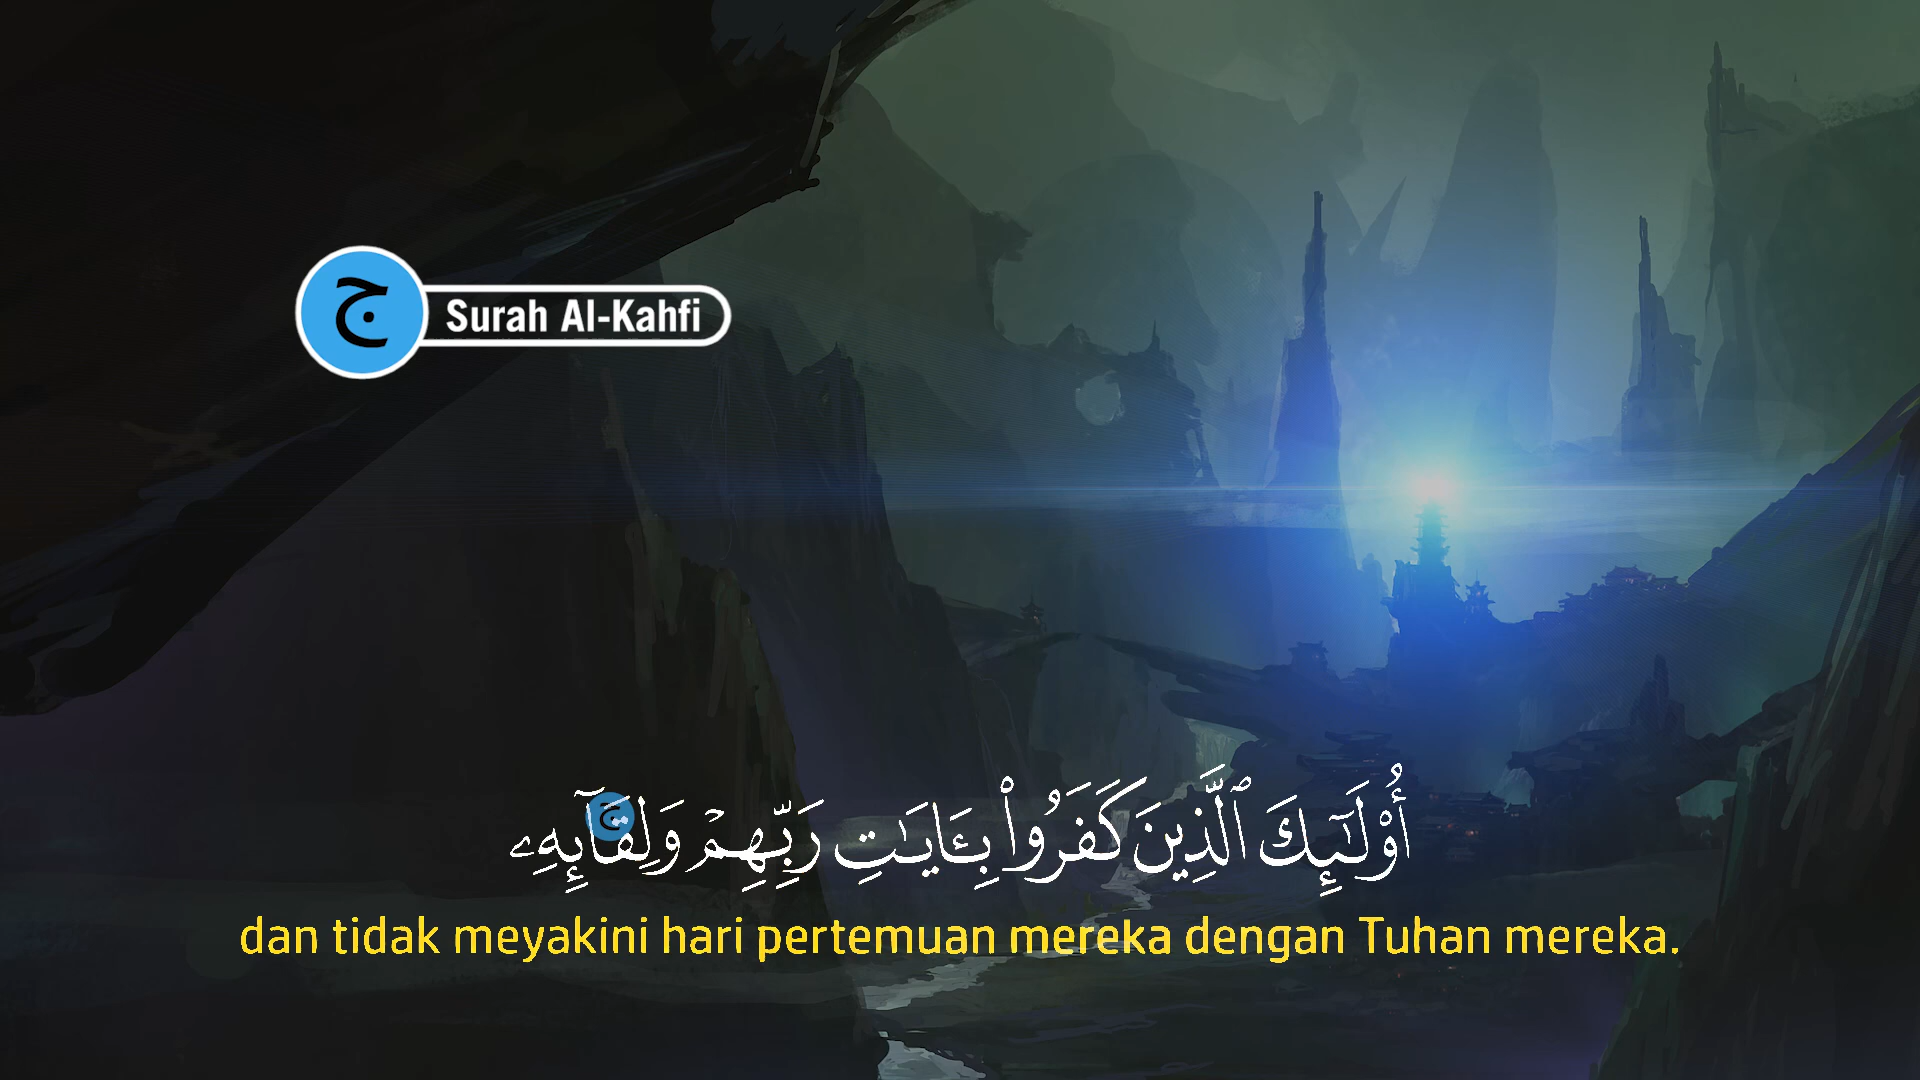 ج
Surah Al-Kahfi
أُو۟لَـٰٓئِكَ ٱلَّذِينَ كَفَرُوا۟ بِـَٔايَـٰتِ رَبِّهِمْ وَلِقَآئِهِۦ
dan tidak meyakini hari pertemuan mereka dengan Tuhan mereka.